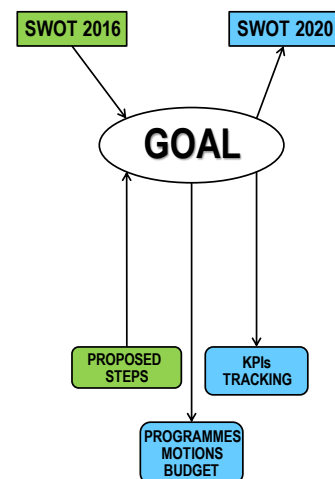 SWOT 2016
SWOT 2020
GOAL
PROPOSED
STEPS
KPIs
TRACKING
PROGRAMMES
MOTIONS
BUDGET